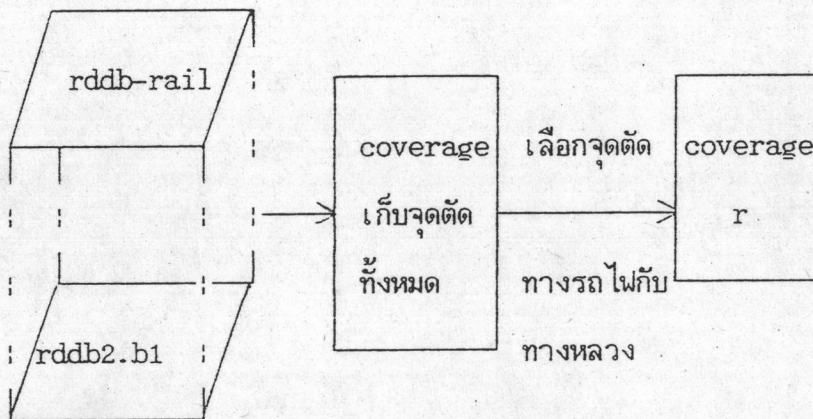 rddb-rail
rddb2.b1
coverage
เก็บจุดตัด
ทั้งหมด
เลือกจุดตัด
ทางรถไฟกับ
ทางหลวง
coverage
r